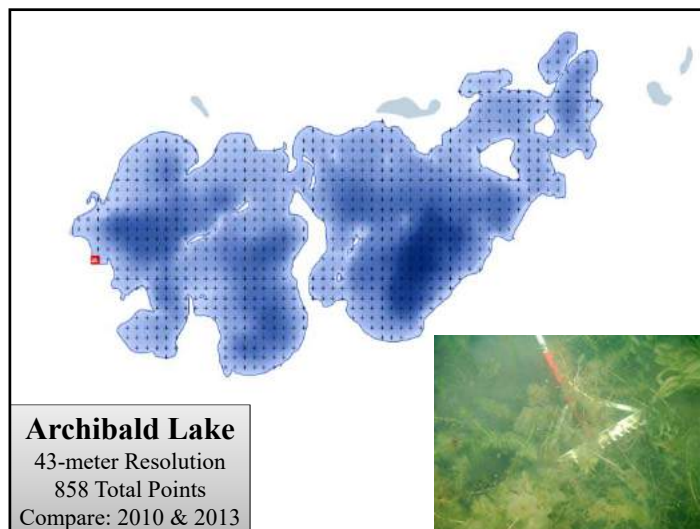 Archibald Lake
43-meter Resolution
858 Total Points
Compare: 2010 & 2013